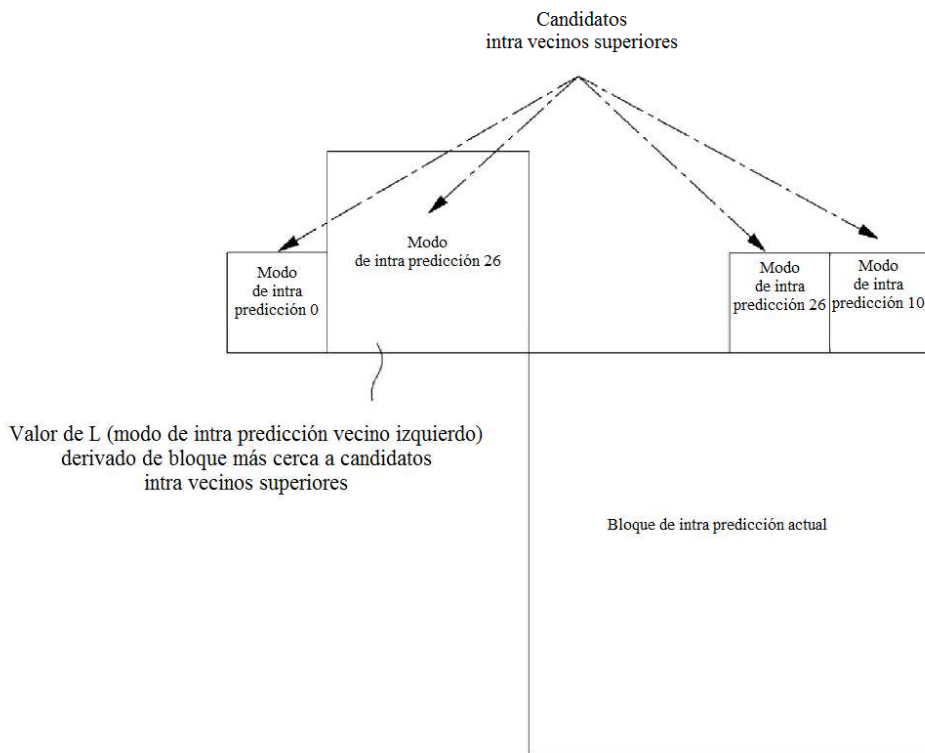 Candidatos
intra vecinos superiores
Modo
de intra predicción 26
Modo
de intra
predicción 0
Modo
de intra
predicción 26
Modo
de intra
predicción 10
Valor de L (modo de intra predicción vecino izquierdo)
derivado de bloque más cerca a candidatos
intra vecinos superiores
Bloque de intra predicción actual